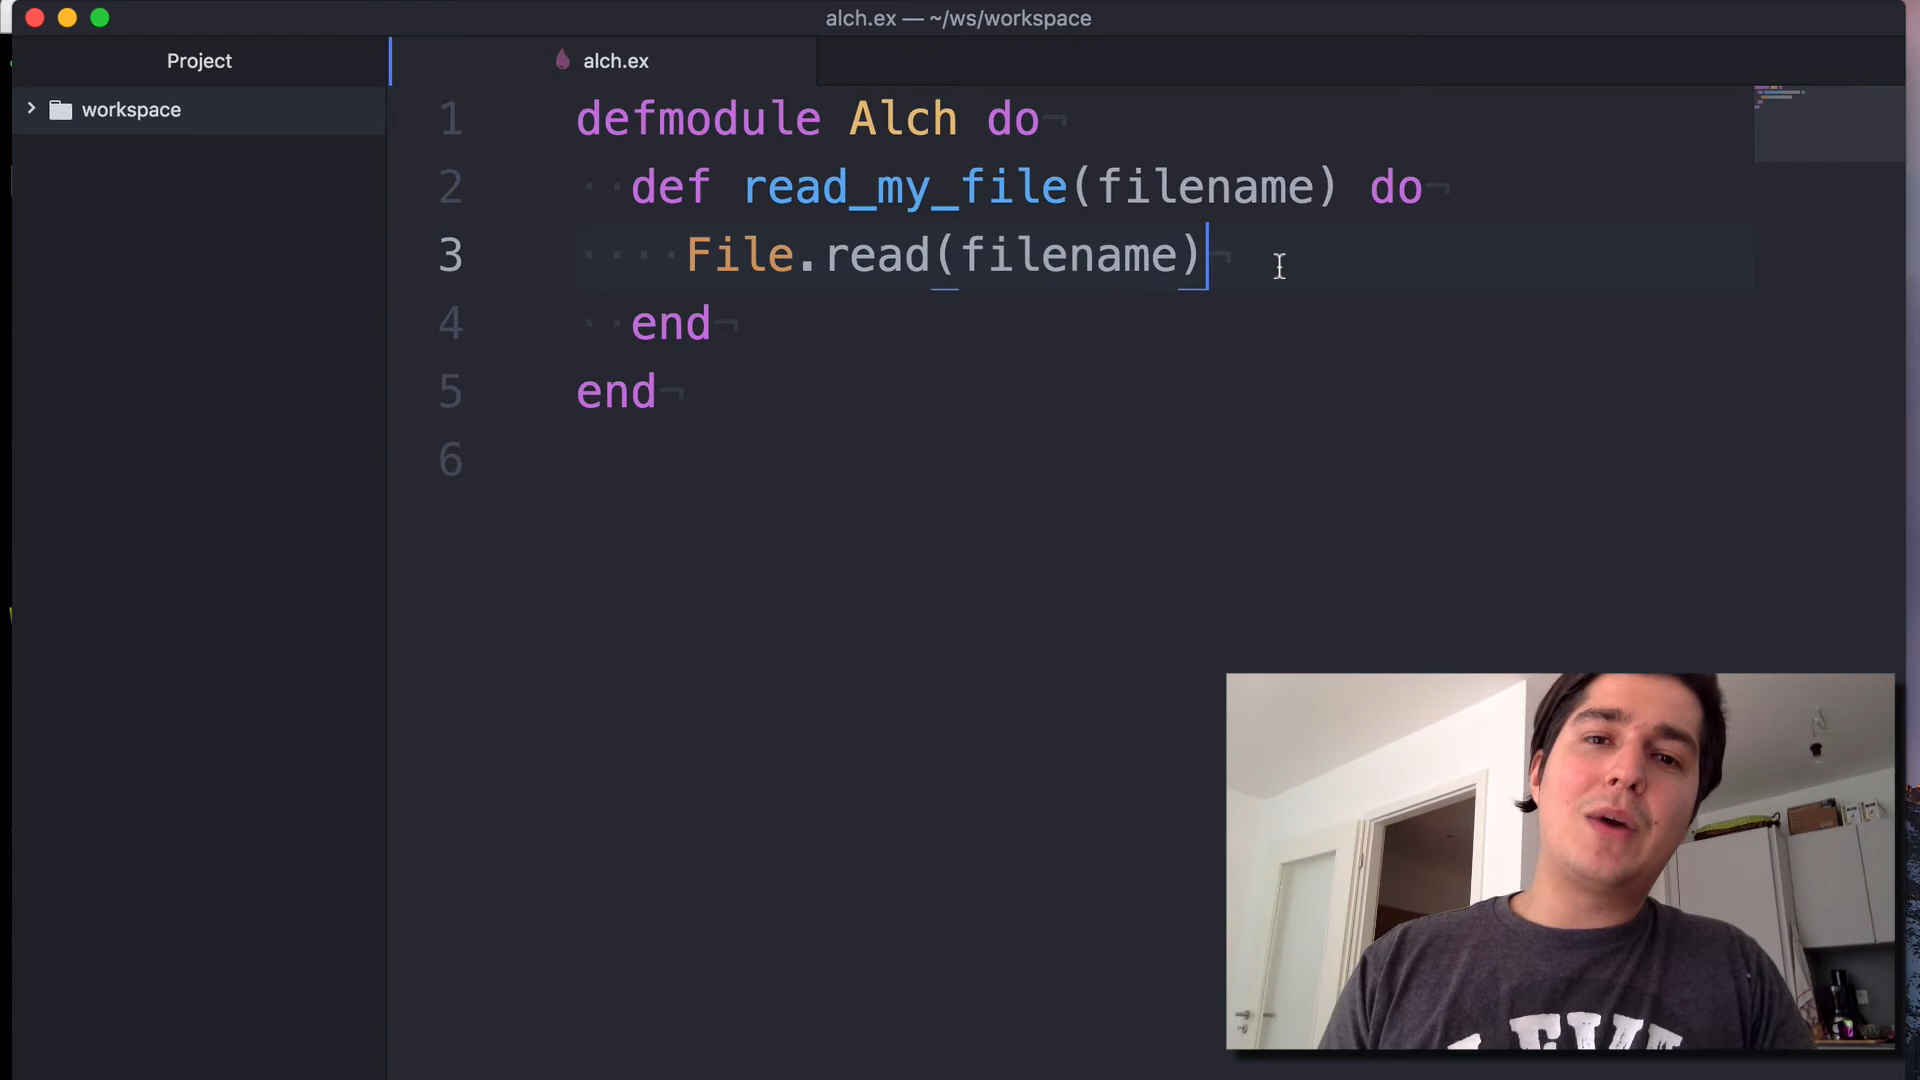 alch.ex — ~/ws/workspace
Project
alch.ex
workspace
1 defmodule Alch do
2 def read_my_file(filename) do
3 File.read(filename)
4 end
5 end
6